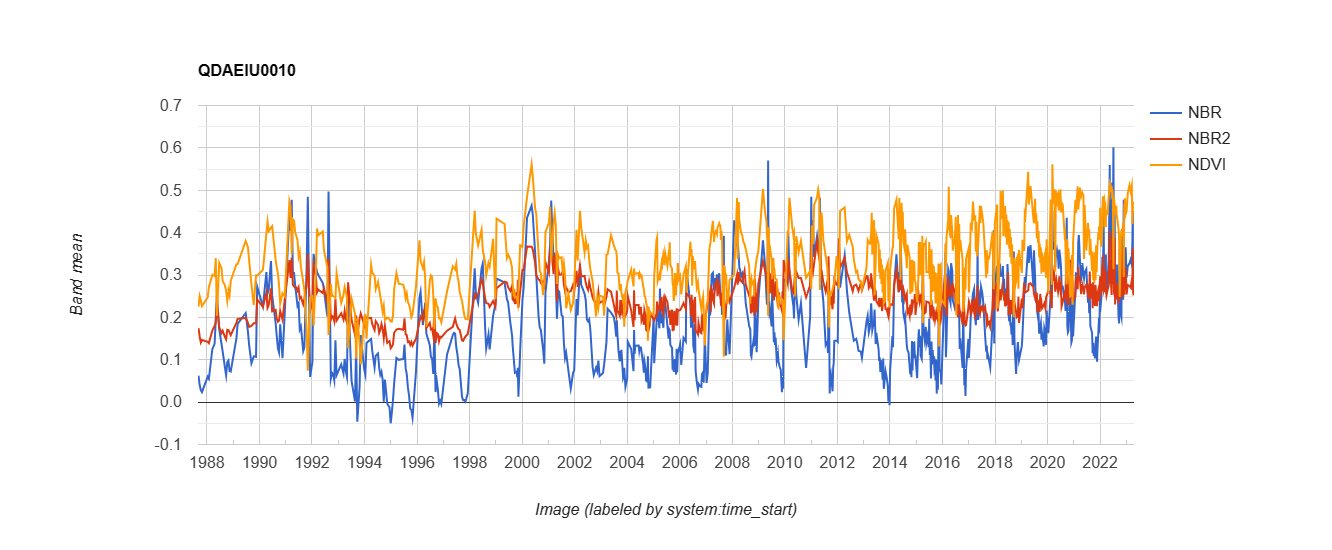 QDAEIU0010
0.7
0.6
0.5
0.4
0.3
0.2
0.1
0.0
-0.1
Band mean
1988 1990 1992 1994 1996 1998 2000 2002 2004 2006 2008 2010 2012 2014 2016 2018 2020 2022
Image (labeled by system:time_start)
NBR
NBR2
NDVI